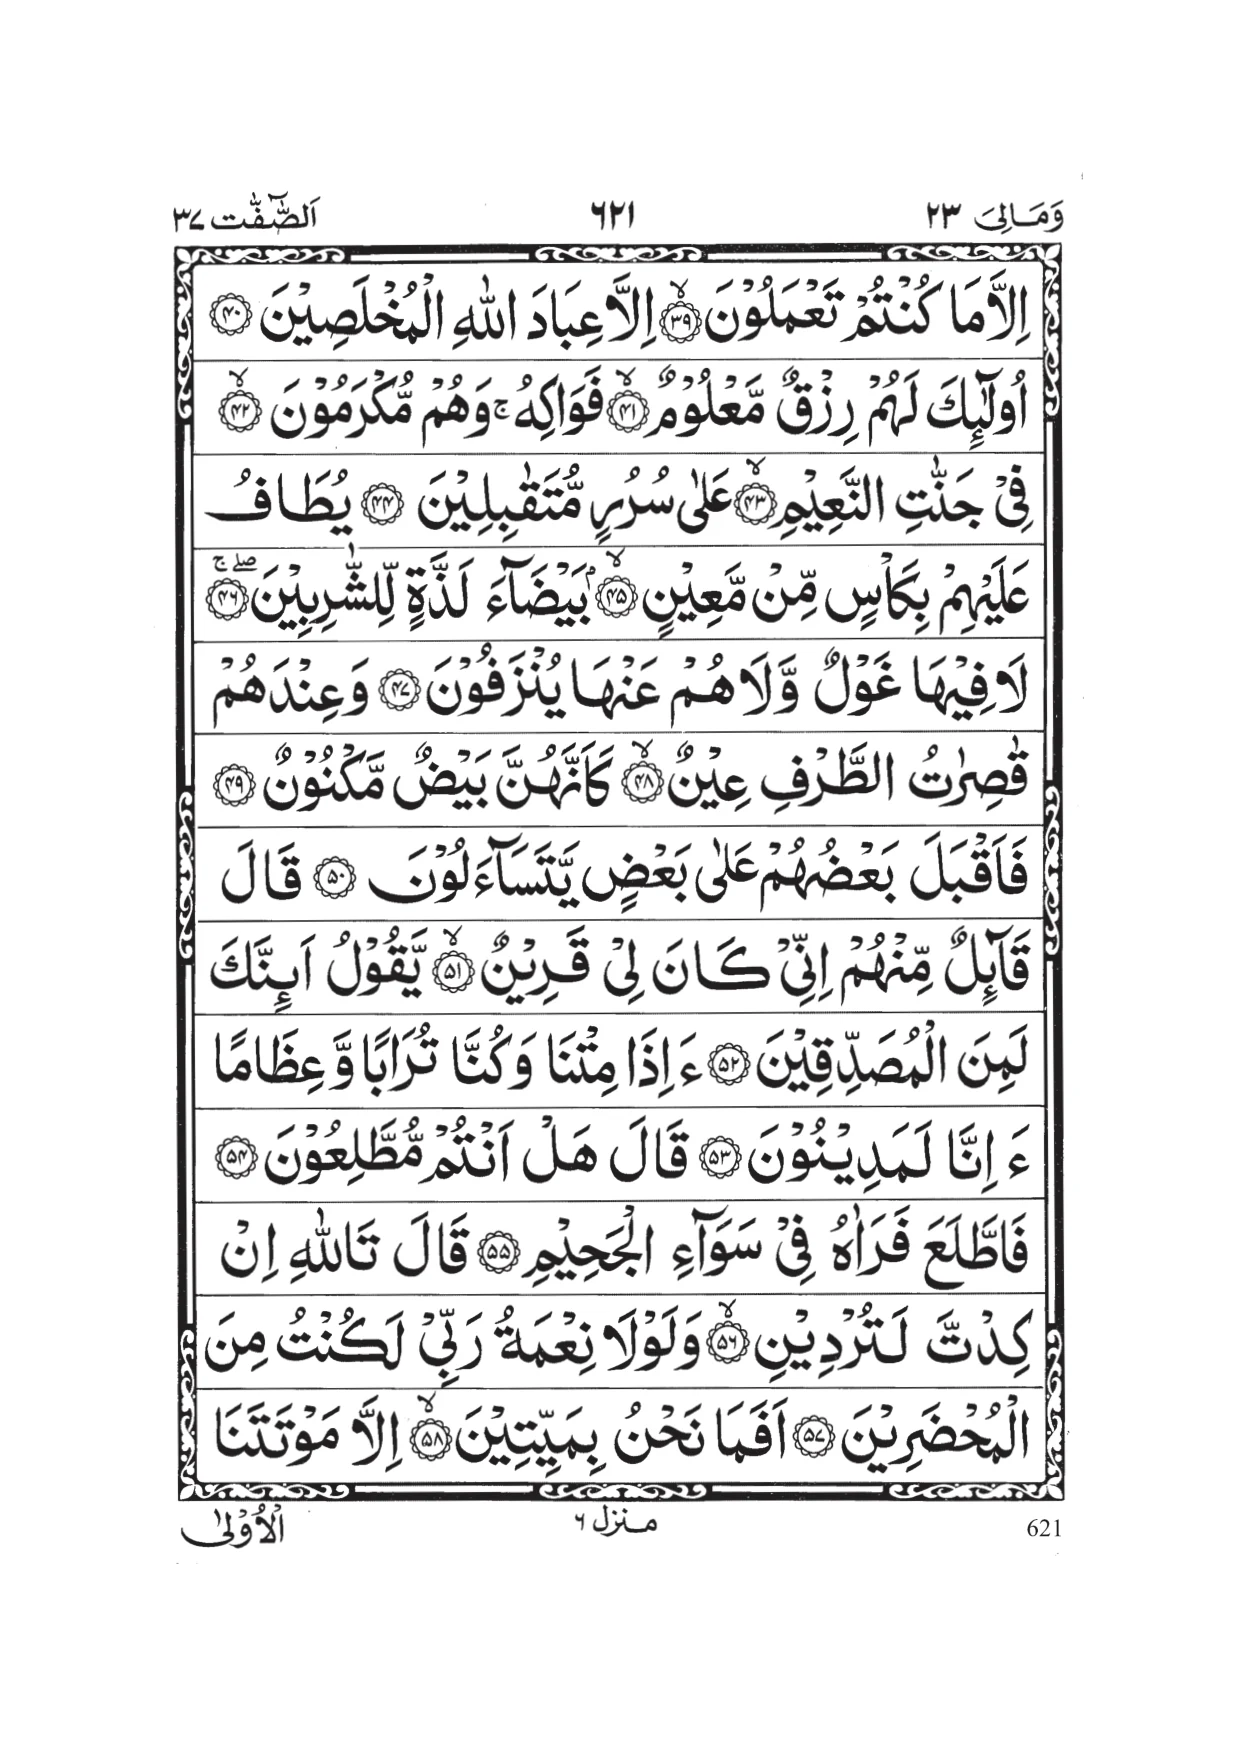 وَمَالِىَ ٢٣ ٦٢١ اَلصّٰٓفّٰت ٣٧
اِلَّا مَا كُنْتُمْ تَعْمَلُوْنَ ۙ﴿٣٩﴾ اِلَّا عِبَادَ اللّٰهِ الْمُخْلَصِيْنَ ﴿٤٠﴾
اُولٰٓئِكَ لَهُمْ رِزْقٌ مَّعْلُوْمٌ ۙ﴿٤١﴾ فَوَاكِهُ ۚ وَهُمْ مُّكْرَمُوْنَ ۙ﴿٤٢﴾
فِىْ جَنّٰتِ النَّعِيْمِ ۙ﴿٤٣﴾ عَلٰى سُرُرٍ مُّتَقٰبِلِيْنَ ﴿٤٤﴾ يُطَافُ
عَلَيْهِمْ بِكَاْسٍ مِّنْ مَّعِيْنٍۭ ۙ﴿٤٥﴾ بَيْضَآءَ لَذَّةٍ لِّلشّٰرِبِيْنَ ۖۚ﴿٤٦﴾
لَا فِيْهَا غَوْلٌ وَّلَا هُمْ عَنْهَا يُنْزَفُوْنَ ﴿٤٧﴾ وَعِنْدَهُمْ
قٰصِرٰتُ الطَّرْفِ عِيْنٌ ۙ﴿٤٨﴾ كَاَنَّهُنَّ بَيْضٌ مَّكْنُوْنٌ ﴿٤٩﴾
فَاَقْبَلَ بَعْضُهُمْ عَلٰى بَعْضٍ يَّتَسَآءَلُوْنَ ﴿٥٠﴾ قَالَ
قَآئِلٌ مِّنْهُمْ اِنِّىْ كَانَ لِىْ قَرِيْنٌ ۙ﴿٥١﴾ يَّقُوْلُ اَئِنَّكَ
لَمِنَ الْمُصَدِّقِيْنَ ﴿٥٢﴾ ءَاِذَا مِتْنَا وَكُنَّا تُرَابًا وَّعِظَامًا
ءَاِنَّا لَمَدِيْنُوْنَ ﴿٥٣﴾ قَالَ هَلْ اَنْتُمْ مُّطَّلِعُوْنَ ﴿٥٤﴾
فَاطَّلَعَ فَرَاٰهُ فِىْ سَوَآءِ الْجَحِيْمِ ﴿٥٥﴾ قَالَ تَاللّٰهِ اِنْ
كِدْتَّ لَتُرْدِيْنِ ۙ﴿٥٦﴾ وَلَوْلَا نِعْمَةُ رَبِّىْ لَكُنْتُ مِنَ
الْمُحْضَرِيْنَ ﴿٥٧﴾ اَفَمَا نَحْنُ بِمَيِّتِيْنَ ۙ﴿٥٨﴾ اِلَّا مَوْتَتَنَا
621 منزل ٦ الْاُوْلٰى